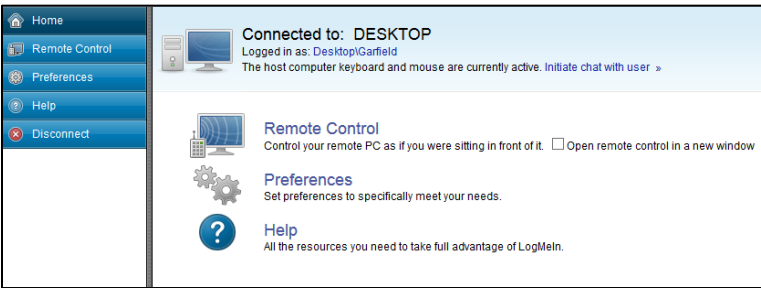 Home
Remote Control
Preferences
Help
Disconnect
Connected to: DESKTOP
Logged in as: Desktop\Garfield
The host computer keyboard and mouse are currently active. Initiate chat with user »
Remote Control
Control your remote PC as if you were sitting in front of it. Open remote control in a new window
Preferences
Set preferences to specifically meet your needs.
Help
All the resources you need to take full advantage of LogMeIn.